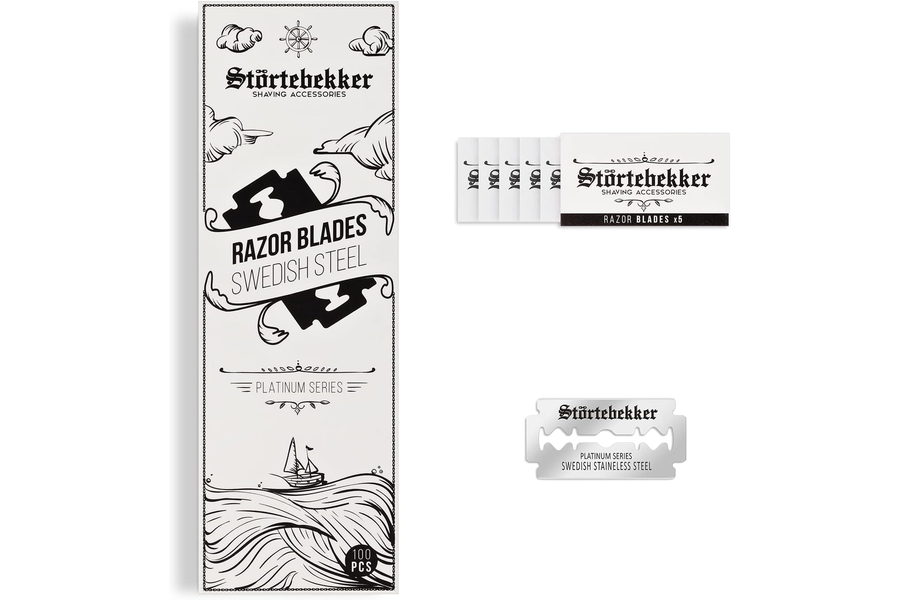 Störtebekker
SHAVING ACCESSORIES
RAZOR BLADES
SWEDISH STEEL
PLATINUM SERIES
100
PCS
Störtebekker
SHAVING ACCESSORIES
RAZOR BLADES x5
Störtebekker
PLATINUM SERIES
SWEDISH STAINLESS STEEL